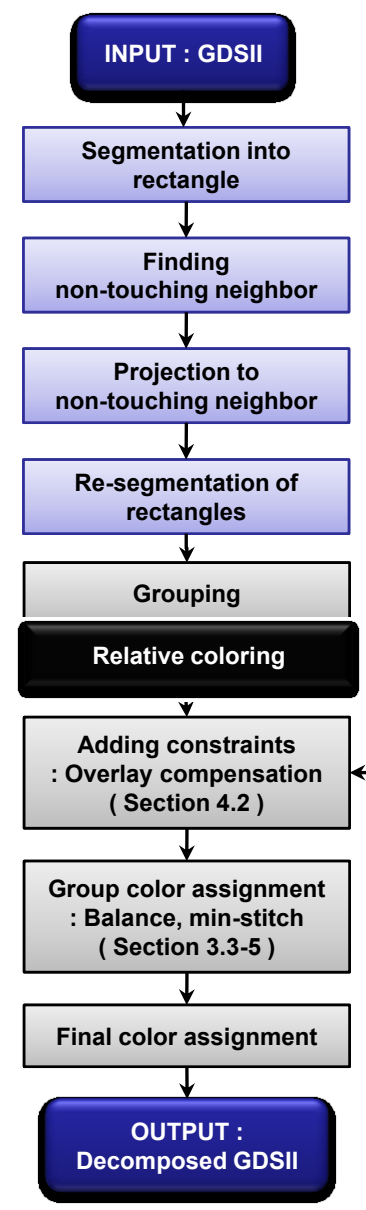 INPUT : GDSII
Segmentation into
rectangle
Finding
non-touching neighbor
Projection to
non-touching neighbor
Re-segmentation of
rectangles
Grouping
Relative coloring
Adding constraints
: Overlay compensation
( Section 4.2 )
Group color assignment
: Balance, min-stitch
( Section 3.3-5 )
Final color assignment
OUTPUT :
Decomposed GDSII